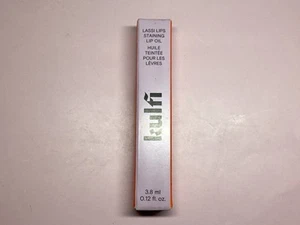 LASSI LIPS
STAINING
LIP OIL
HUILE
TEINTÉE
POUR LES
LÈVRES
kulfi
3.8 ml
0.12 fl. oz.